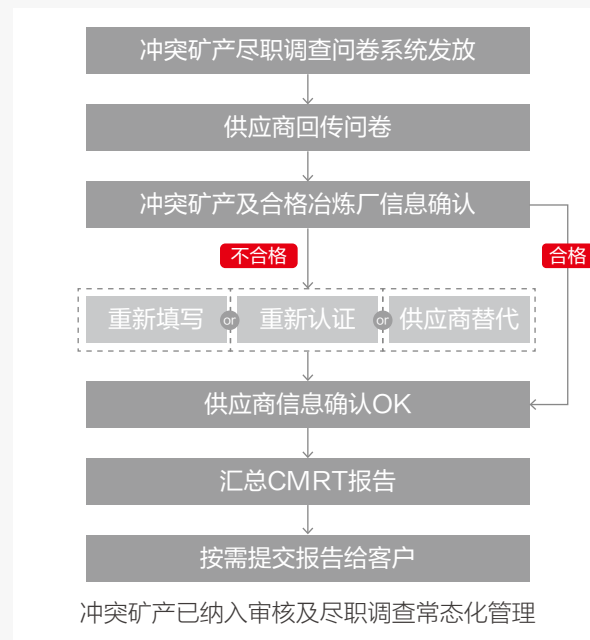 冲突矿产尽职调查问卷系统发放
供应商回传问卷
冲突矿产及合格冶炼厂信息确认
不合格
合格
重新填写 or 重新认证 or 供应商替代
供应商信息确认OK
汇总CMRT报告
按需提交报告给客户
冲突矿产已纳入审核及尽职调查常态化管理